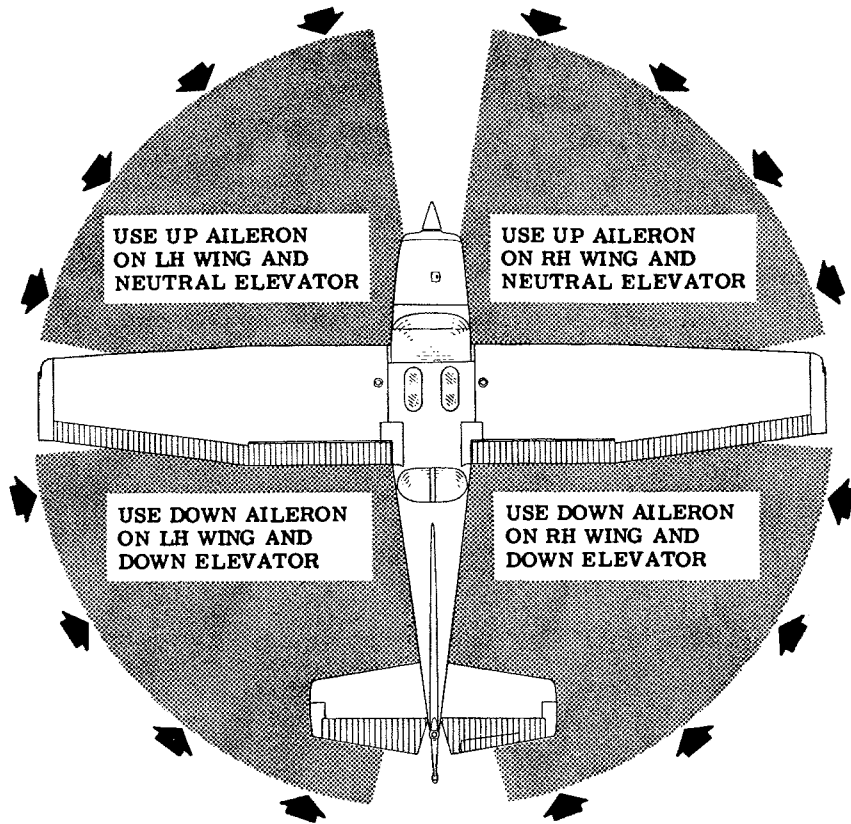 USE UP AILERON
ON LH WING AND
NEUTRAL ELEVATOR
USE UP AILERON
ON RH WING AND
NEUTRAL ELEVATOR
USE DOWN AILERON
ON LH WING AND
DOWN ELEVATOR
USE DOWN AILERON
ON RH WING AND
DOWN ELEVATOR